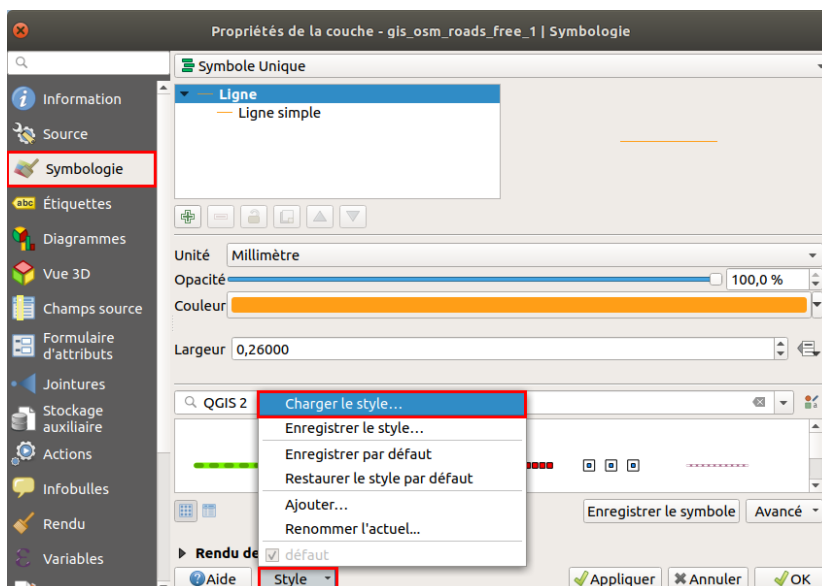 Propriétés de la couche - gis_osm_roads_free_1 | Symbologie
Information
Source
Symbologie
abc Étiquettes
Diagrammes
Vue 3D
Champs source
Formulaire
d'attributs
Jointures
Stockage
auxiliaire
Actions
Infobulles
Rendu
Variables
Symbole Unique
Ligne
Ligne simple
Unité Millimètre
Opacité 100,0 %
Couleur
Largeur 0,26000
QGIS 2
Charger le style...
Enregistrer le style...
Enregistrer par défaut
Restaurer le style par défaut
Ajouter...
Renommer l'actuel...
défaut
Enregistrer le symbole Avancé
Rendu de
Aide Style Appliquer Annuler OK